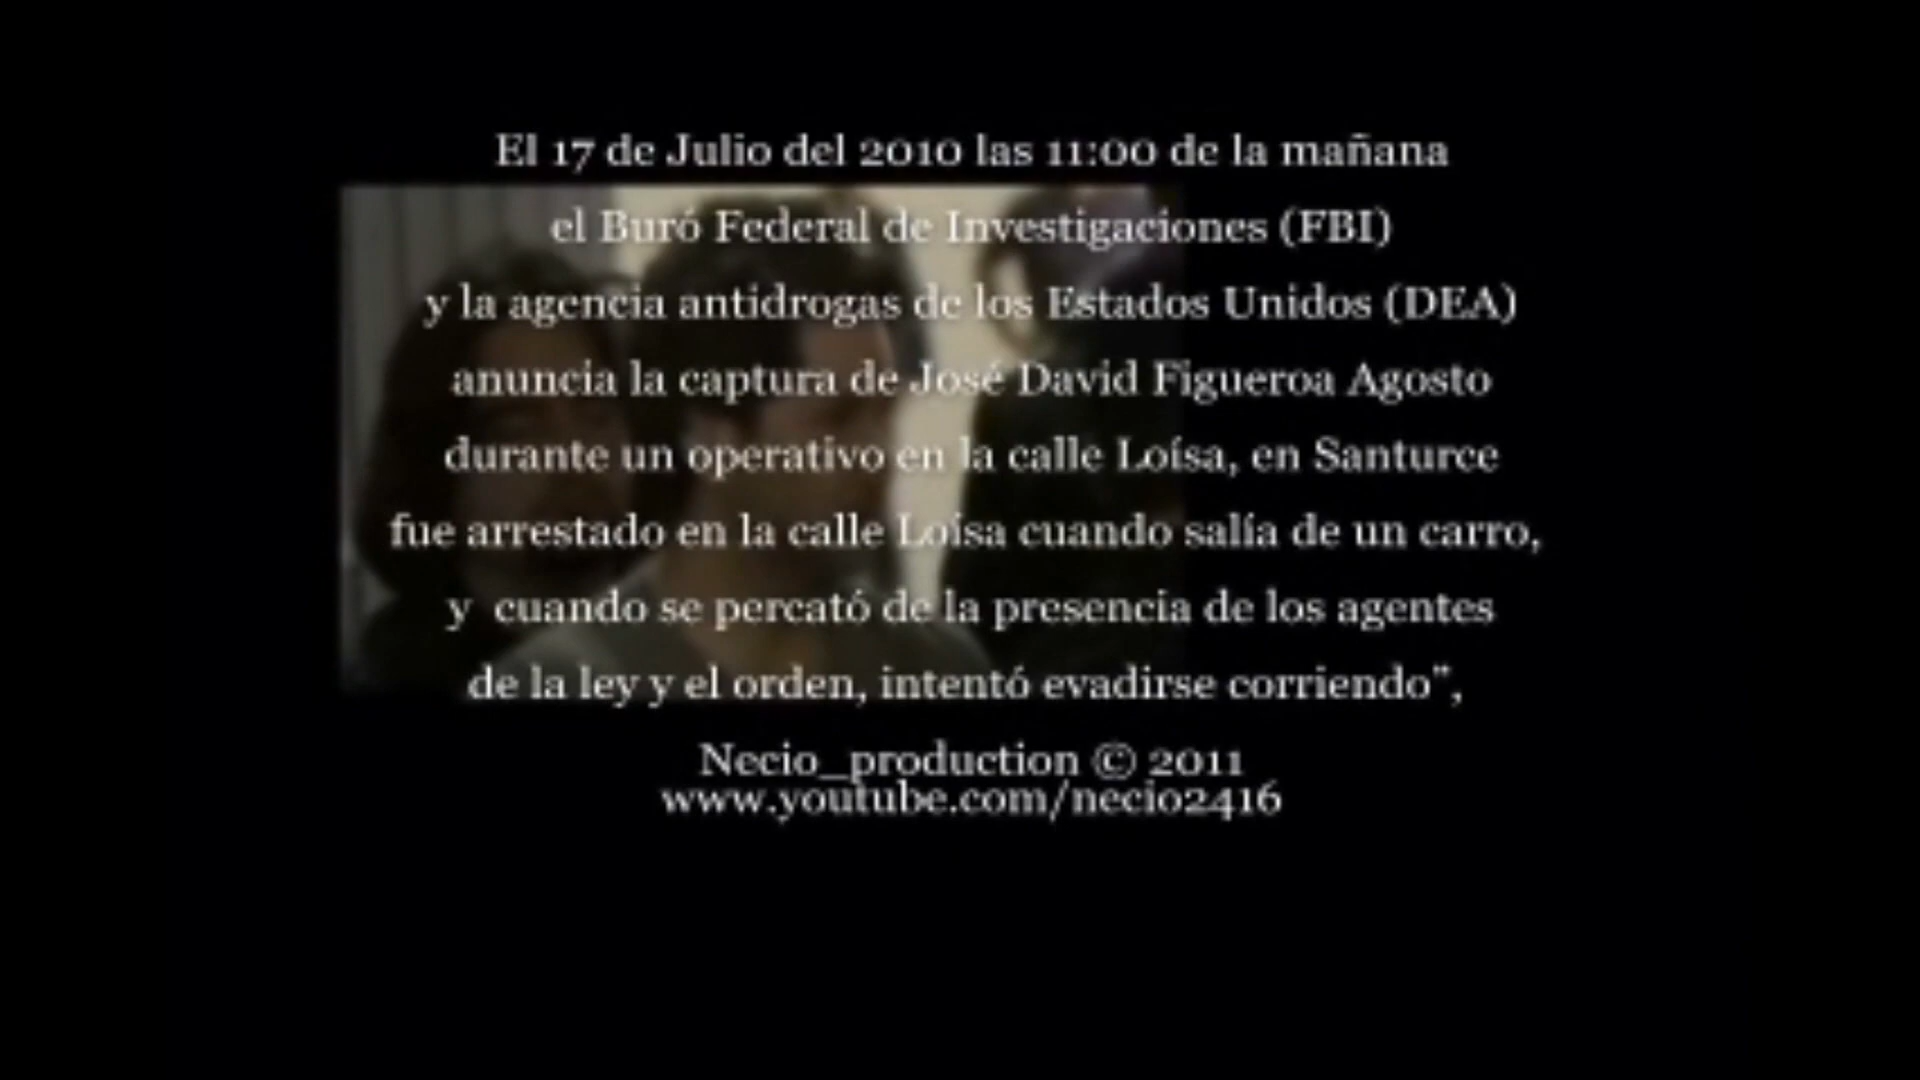 El 17 de Julio del 2010 las 11:00 de la mañana
el Buró Federal de Investigaciones (FBI)
y la agencia antidrogas de los Estados Unidos (DEA)
anuncia la captura de José David Figueroa Agosto
durante un operativo en la calle Loísa, en Santurce
fue arrestado en la calle Loísa cuando salía de un carro,
y cuando se percató de la presencia de los agentes
de la ley y el orden, intentó evadirse corriendo”,
Necio_production © 2011
www.youtube.com/necio2416